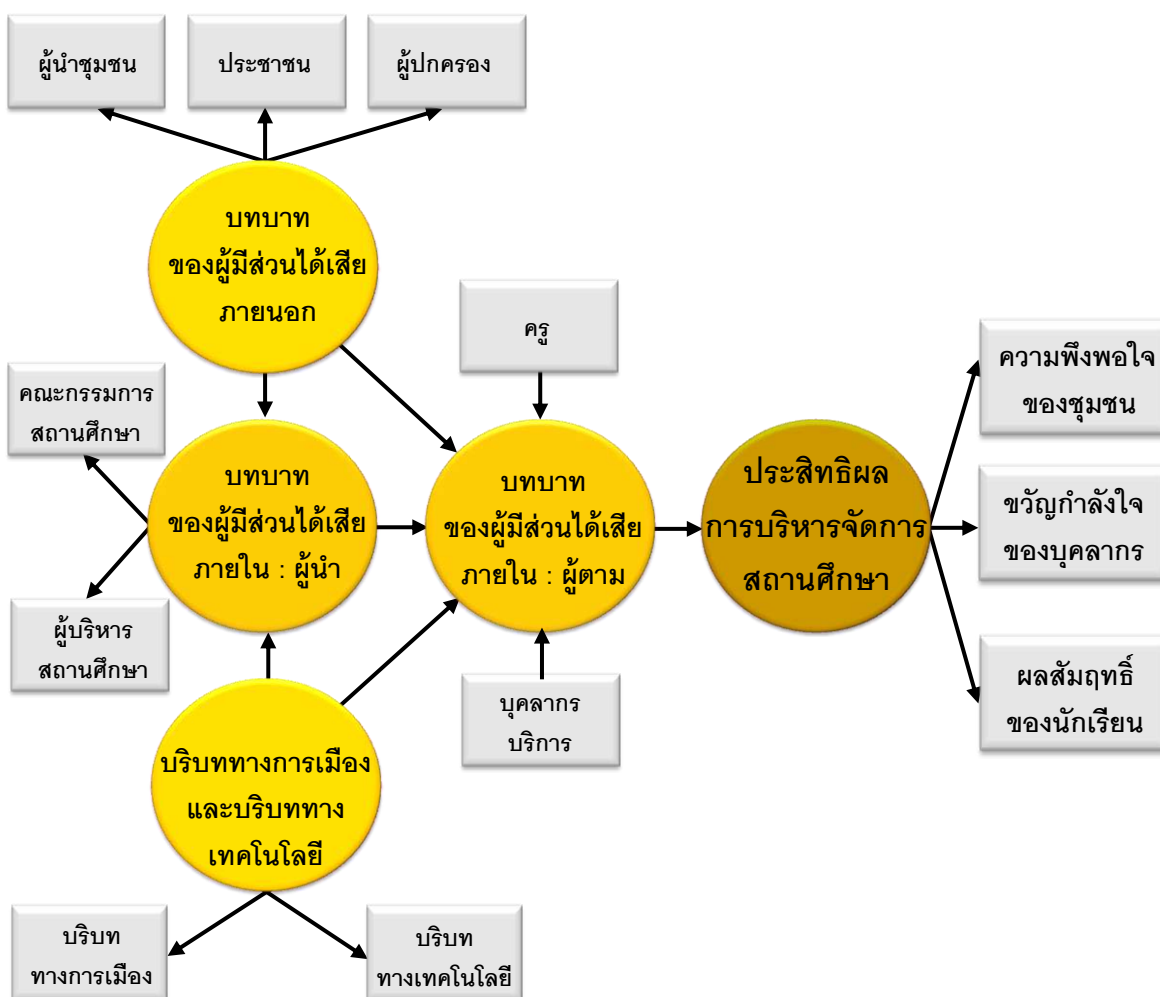 ผู้นำชุมชน
ประชาชน
ผู้ปกครอง
บทบาท
ของผู้มีส่วนได้เสีย
ภายนอก
ครู
ความพึงพอใจ
ของชุมชน
คณะกรรมการ
สถานศึกษา
บทบาท
ของผู้มีส่วนได้เสีย
ภายใน : ผู้นำ
บทบาท
ของผู้มีส่วนได้เสีย
ภายใน : ผู้ตาม
ประสิทธิผล
การบริหารจัดการ
สถานศึกษา
ขวัญกำลังใจ
ของบุคลากร
ผู้บริหาร
สถานศึกษา
บุคลากร
บริการ
ผลสัมฤทธิ์
ของนักเรียน
บริบททางการเมือง
และบริบททาง
เทคโนโลยี
บริบท
ทางการเมือง
บริบท
ทางเทคโนโลยี